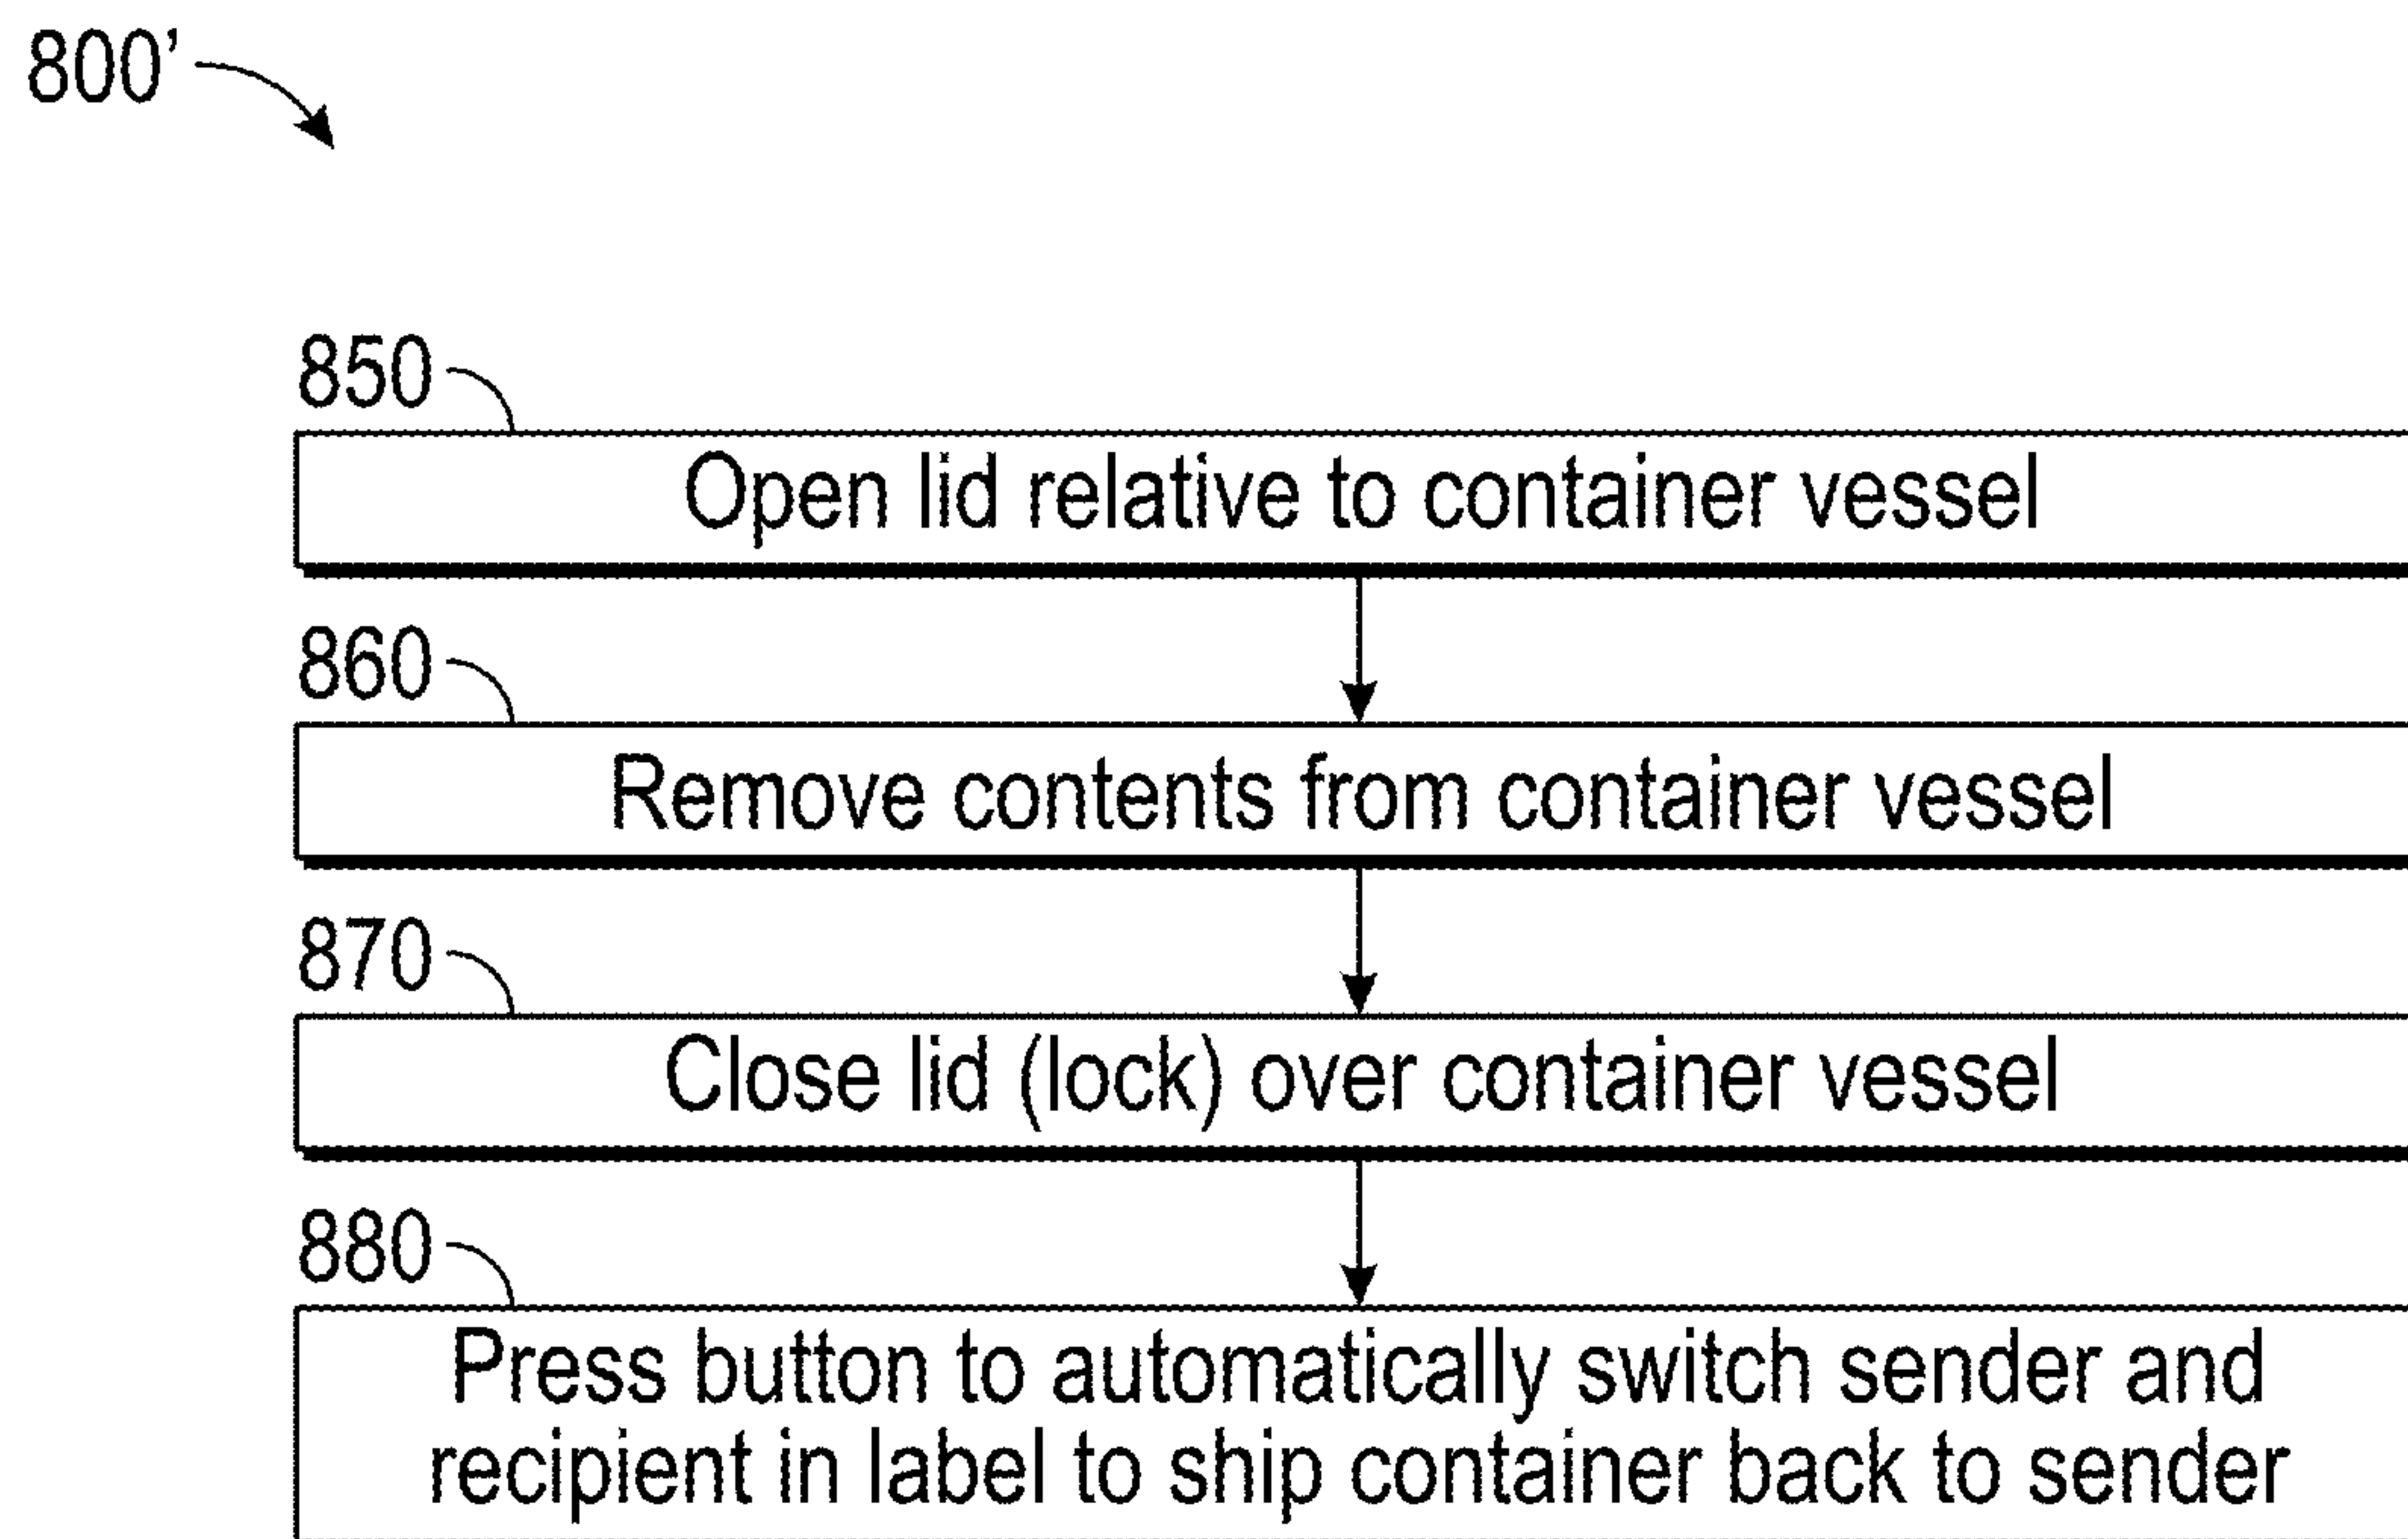 800'
850
Open lid relative to container vessel
860
Remove contents from container vessel
870
Close lid (lock) over container vessel
880
Press button to automatically switch sender and
recipient in label to ship container back to sender